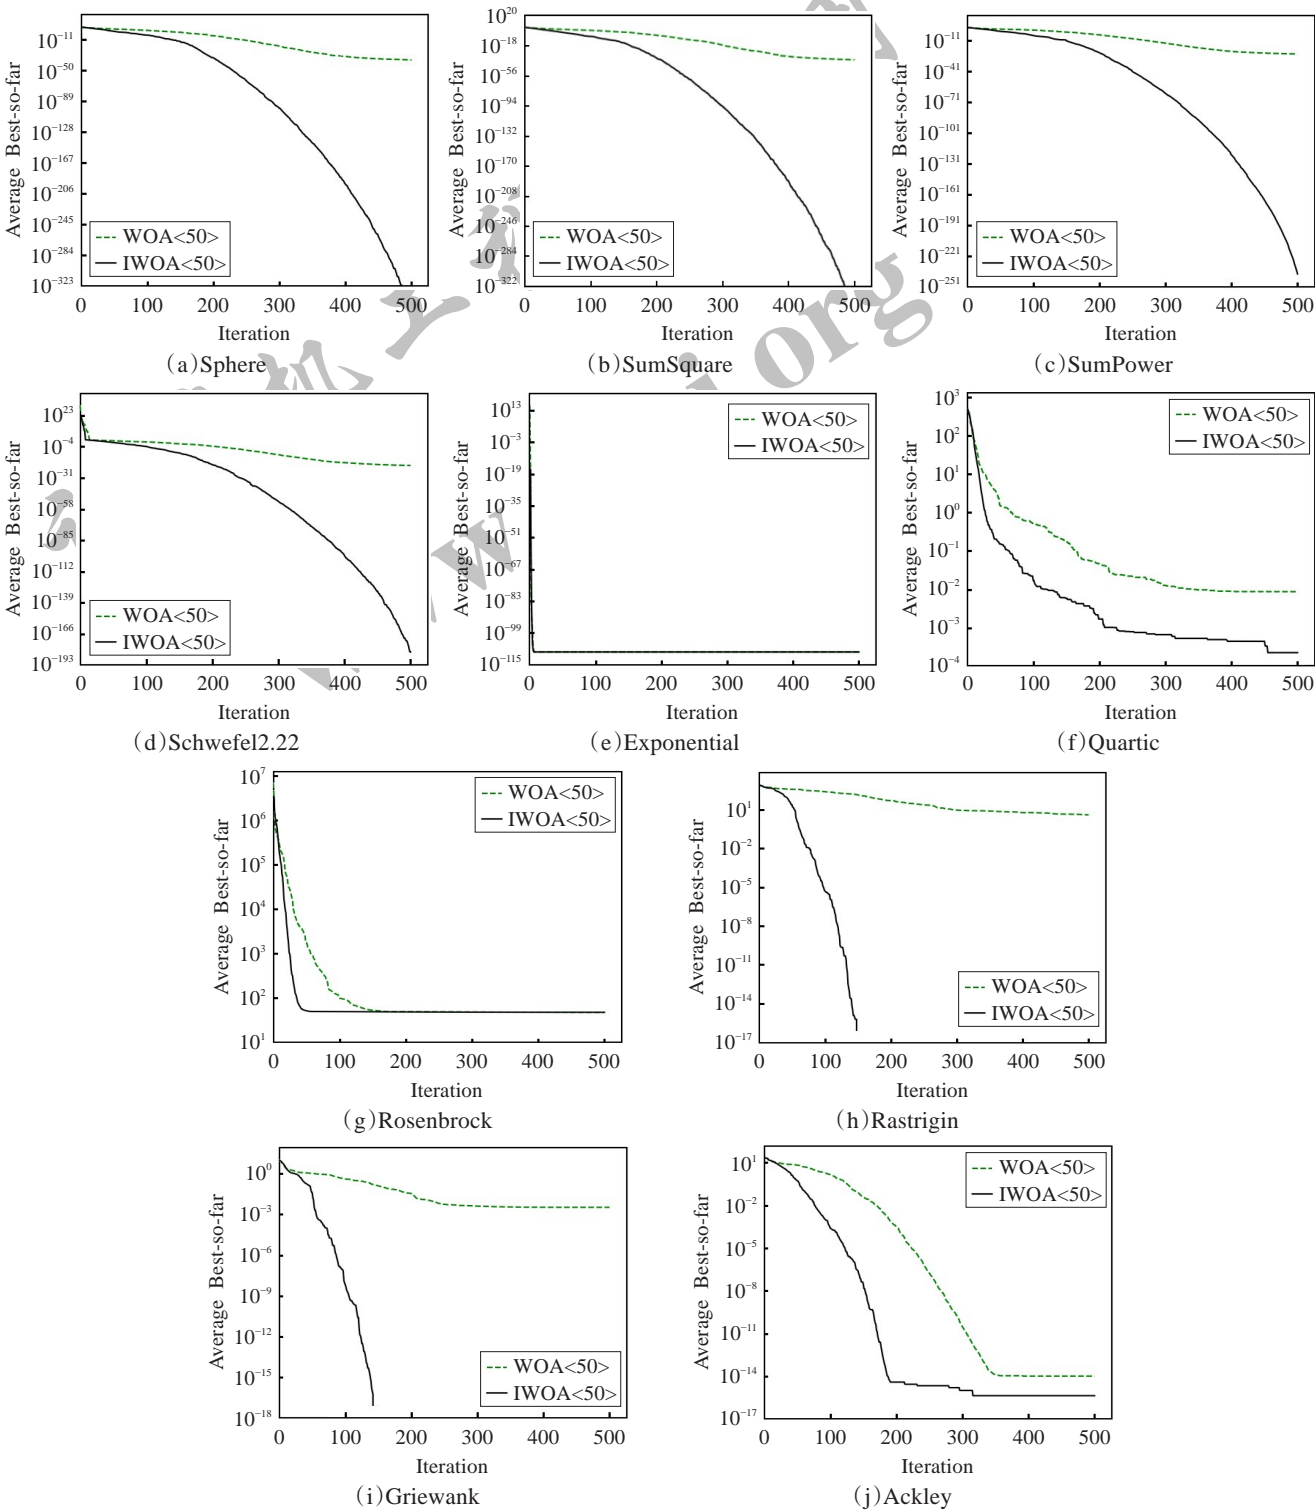 10^−11
10^−50
10^−89
10^−128
10^−167
10^−206
10^−245
10^−284
10^−323
Average Best-so-far
WOA<50>
IWOA<50>
0 100 200 300 400 500
Iteration
(a)Sphere
10^20
10^−18
10^−56
10^−94
10^−132
10^−170
10^−208
10^−246
10^−284
10^−322
Average Best-so-far
WOA<50>
IWOA<50>
0 100 200 300 400 500
Iteration
(b)SumSquare
10^−11
10^−41
10^−71
10^−101
10^−131
10^−161
10^−191
10^−221
10^−251
Average Best-so-far
WOA<50>
IWOA<50>
0 100 200 300 400 500
Iteration
(c)SumPower
10^23
10^−4
10^−31
10^−58
10^−85
10^−112
10^−139
10^−166
10^−193
Average Best-so-far
WOA<50>
IWOA<50>
0 100 200 300 400 500
Iteration
(d)Schwefel2.22
10^13
10^−3
10^−19
10^−35
10^−51
10^−67
10^−83
10^−99
10^−115
Average Best-so-far
WOA<50>
IWOA<50>
0 100 200 300 400 500
Iteration
(e)Exponential
10^3
10^2
10^1
10^0
10^−1
10^−2
10^−3
10^−4
Average Best-so-far
WOA<50>
IWOA<50>
0 100 200 300 400 500
Iteration
(f)Quartic
10^7
10^6
10^5
10^4
10^3
10^2
10^1
Average Best-so-far
WOA<50>
IWOA<50>
0 100 200 300 400 500
Iteration
(g)Rosenbrock
10^1
10^−2
10^−5
10^−8
10^−11
10^−14
10^−17
Average Best-so-far
WOA<50>
IWOA<50>
0 100 200 300 400 500
Iteration
(h)Rastrigin
10^0
10^−3
10^−6
10^−9
10^−12
10^−15
10^−18
Average Best-so-far
WOA<50>
IWOA<50>
0 100 200 300 400 500
Iteration
(i)Griewank
10^1
10^−2
10^−5
10^−8
10^−11
10^−14
10^−17
Average Best-so-far
WOA<50>
IWOA<50>
0 100 200 300 400 500
Iteration
(j)Ackley